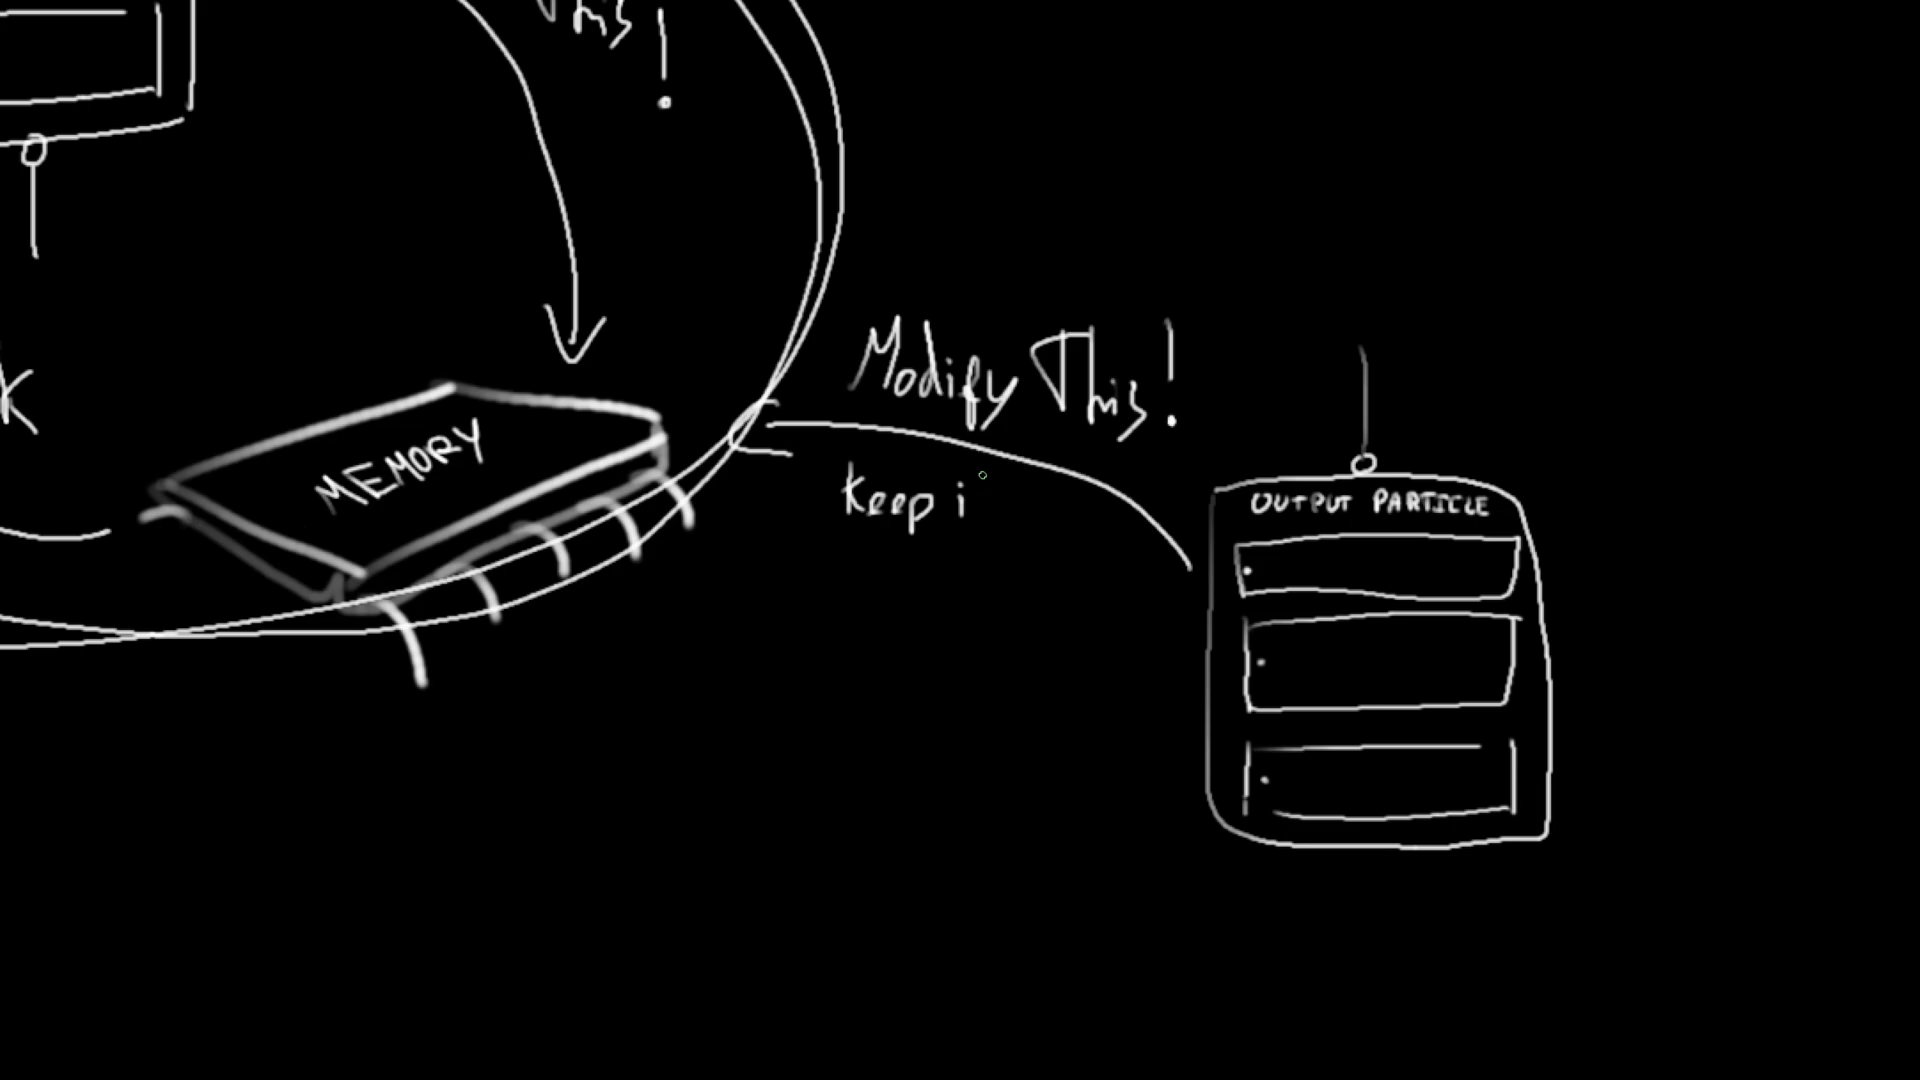 This!
Modify This!
Keep i
OUTPUT PARTICLE
K
MEMORY